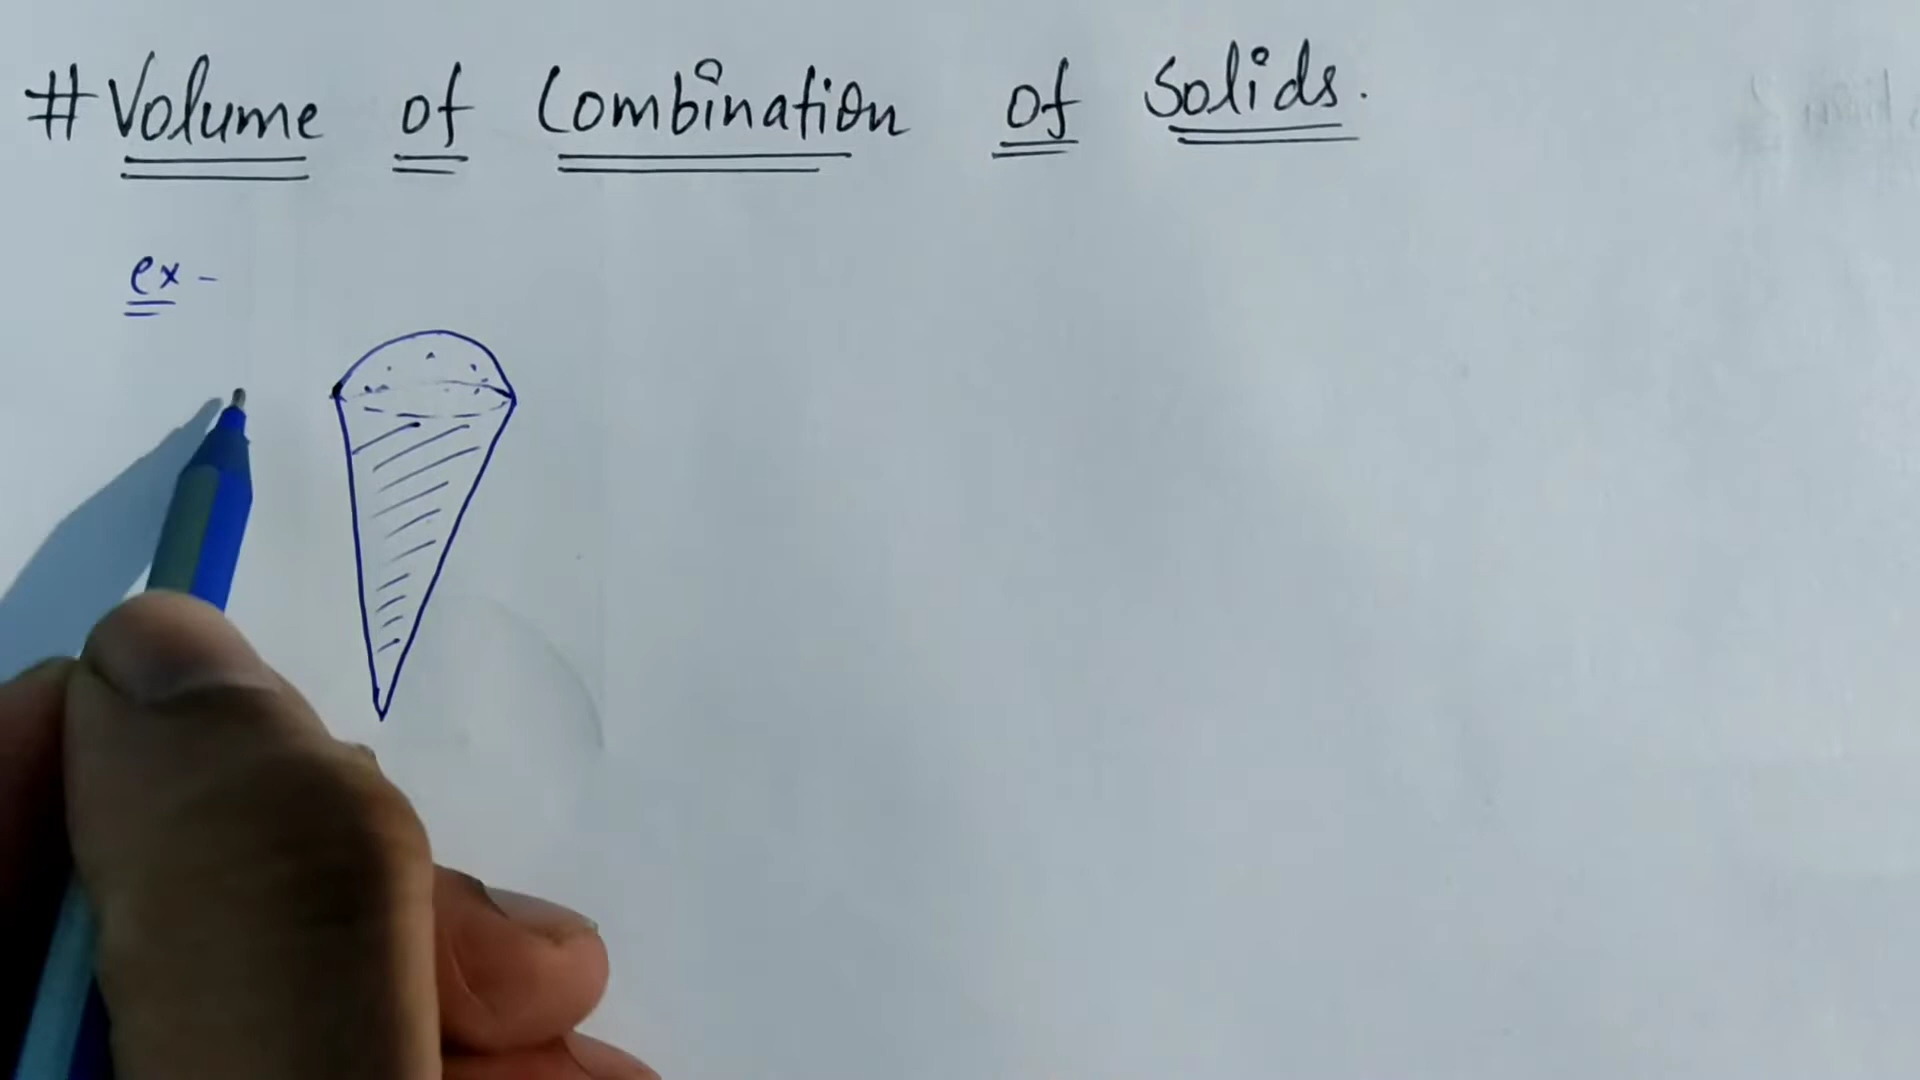 #Volume of Combination of Solids.
ex -